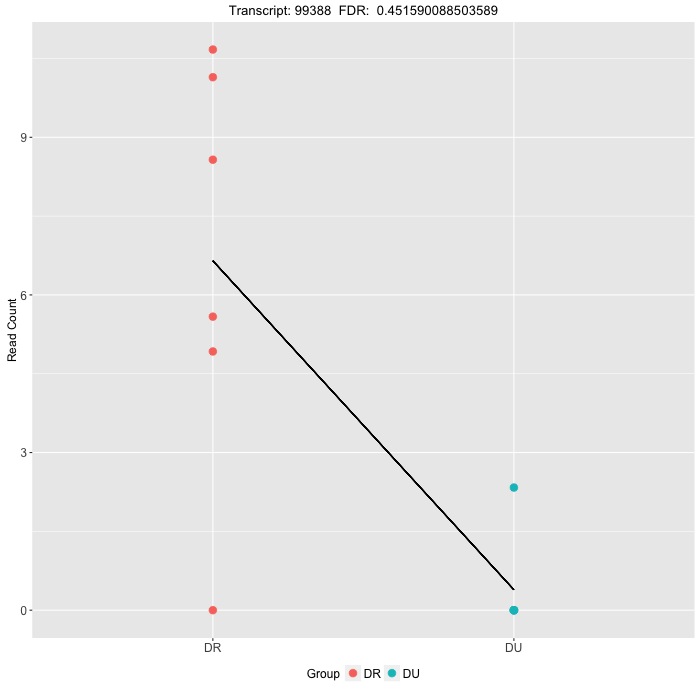 Transcript: 99388  FDR:  0.451590088503589
Read Count
9
6
3
0
DR DU
Group DR DU